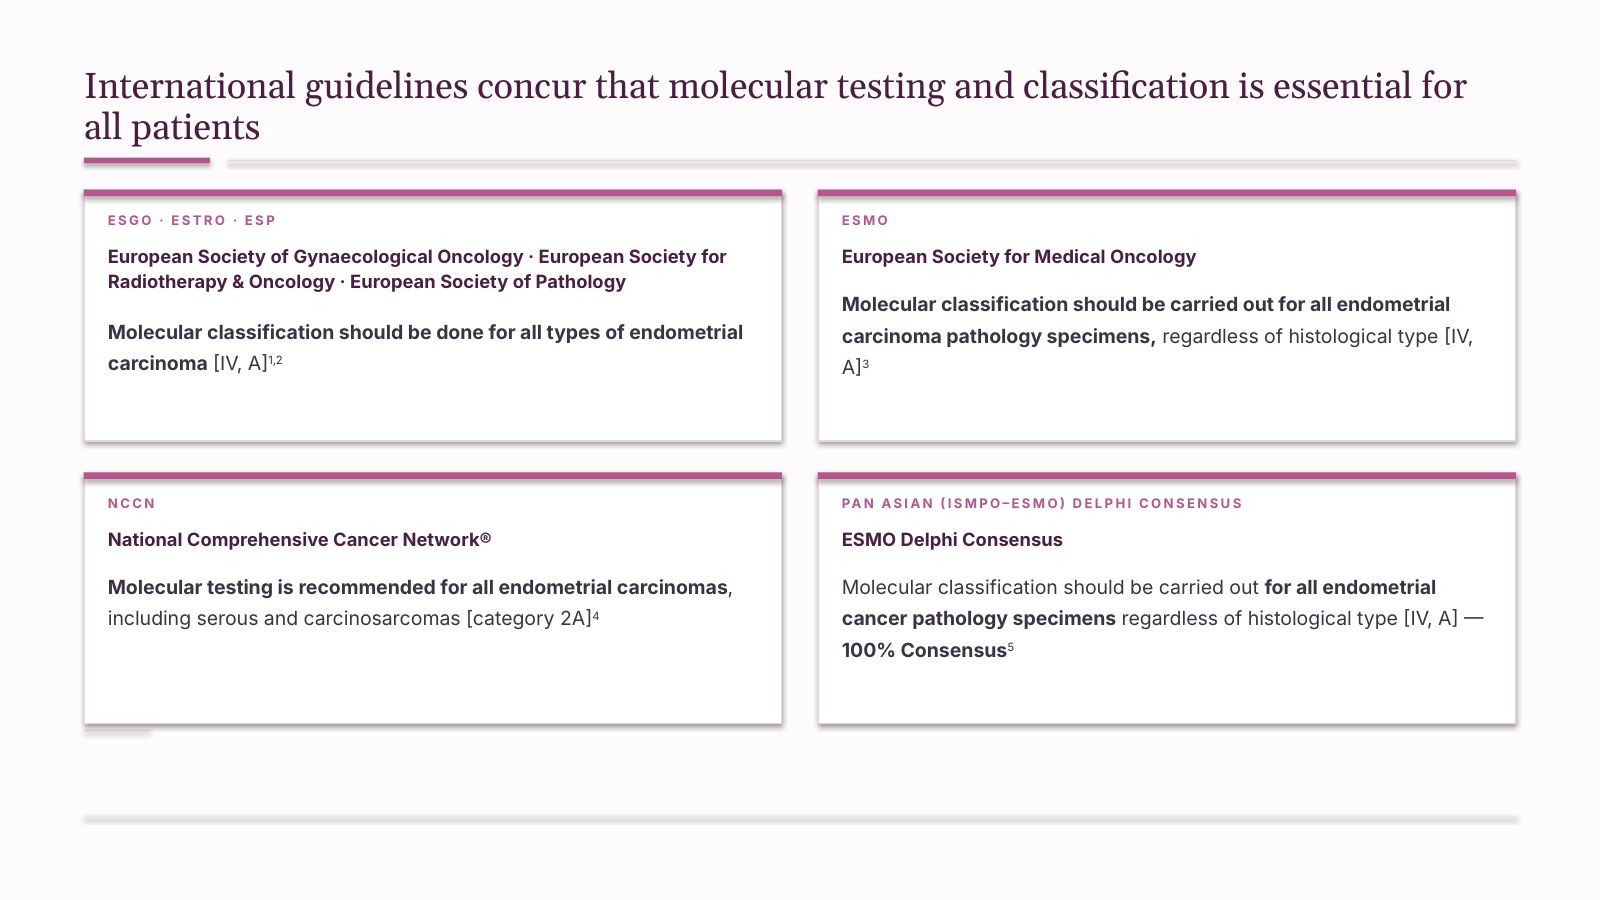 International guidelines concur that molecular testing and classification is essential for
all patients
ESGO · ESTRO · ESP
European Society of Gynaecological Oncology · European Society for
Radiotherapy & Oncology · European Society of Pathology
Molecular classification should be done for all types of endometrial
carcinoma [IV, A]1,2
ESMO
European Society for Medical Oncology
Molecular classification should be carried out for all endometrial
carcinoma pathology specimens, regardless of histological type [IV,
A]3
NCCN
National Comprehensive Cancer Network®
Molecular testing is recommended for all endometrial carcinomas,
including serous and carcinosarcomas [category 2A]4
PAN ASIAN (ISMPO–ESMO) DELPHI CONSENSUS
ESMO Delphi Consensus
Molecular classification should be carried out for all endometrial
cancer pathology specimens regardless of histological type [IV, A] —
100% Consensus5